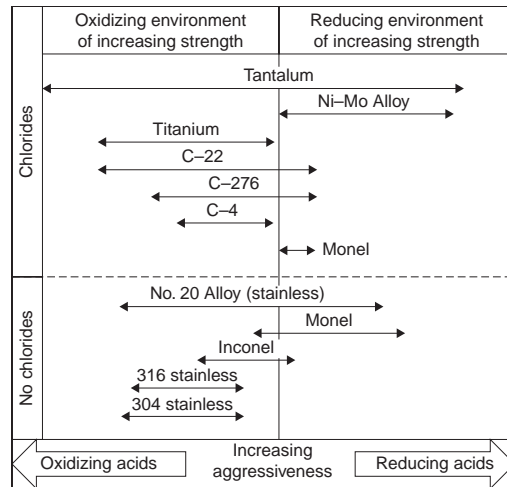 Oxidizing environment
of increasing strength
Reducing environment
of increasing strength
Chlorides
Tantalum
Ni–Mo Alloy
Titanium
C–22
C–276
C–4
Monel
No chlorides
No. 20 Alloy (stainless)
Monel
Inconel
316 stainless
304 stainless
Oxidizing acids
Increasing
aggressiveness
Reducing acids